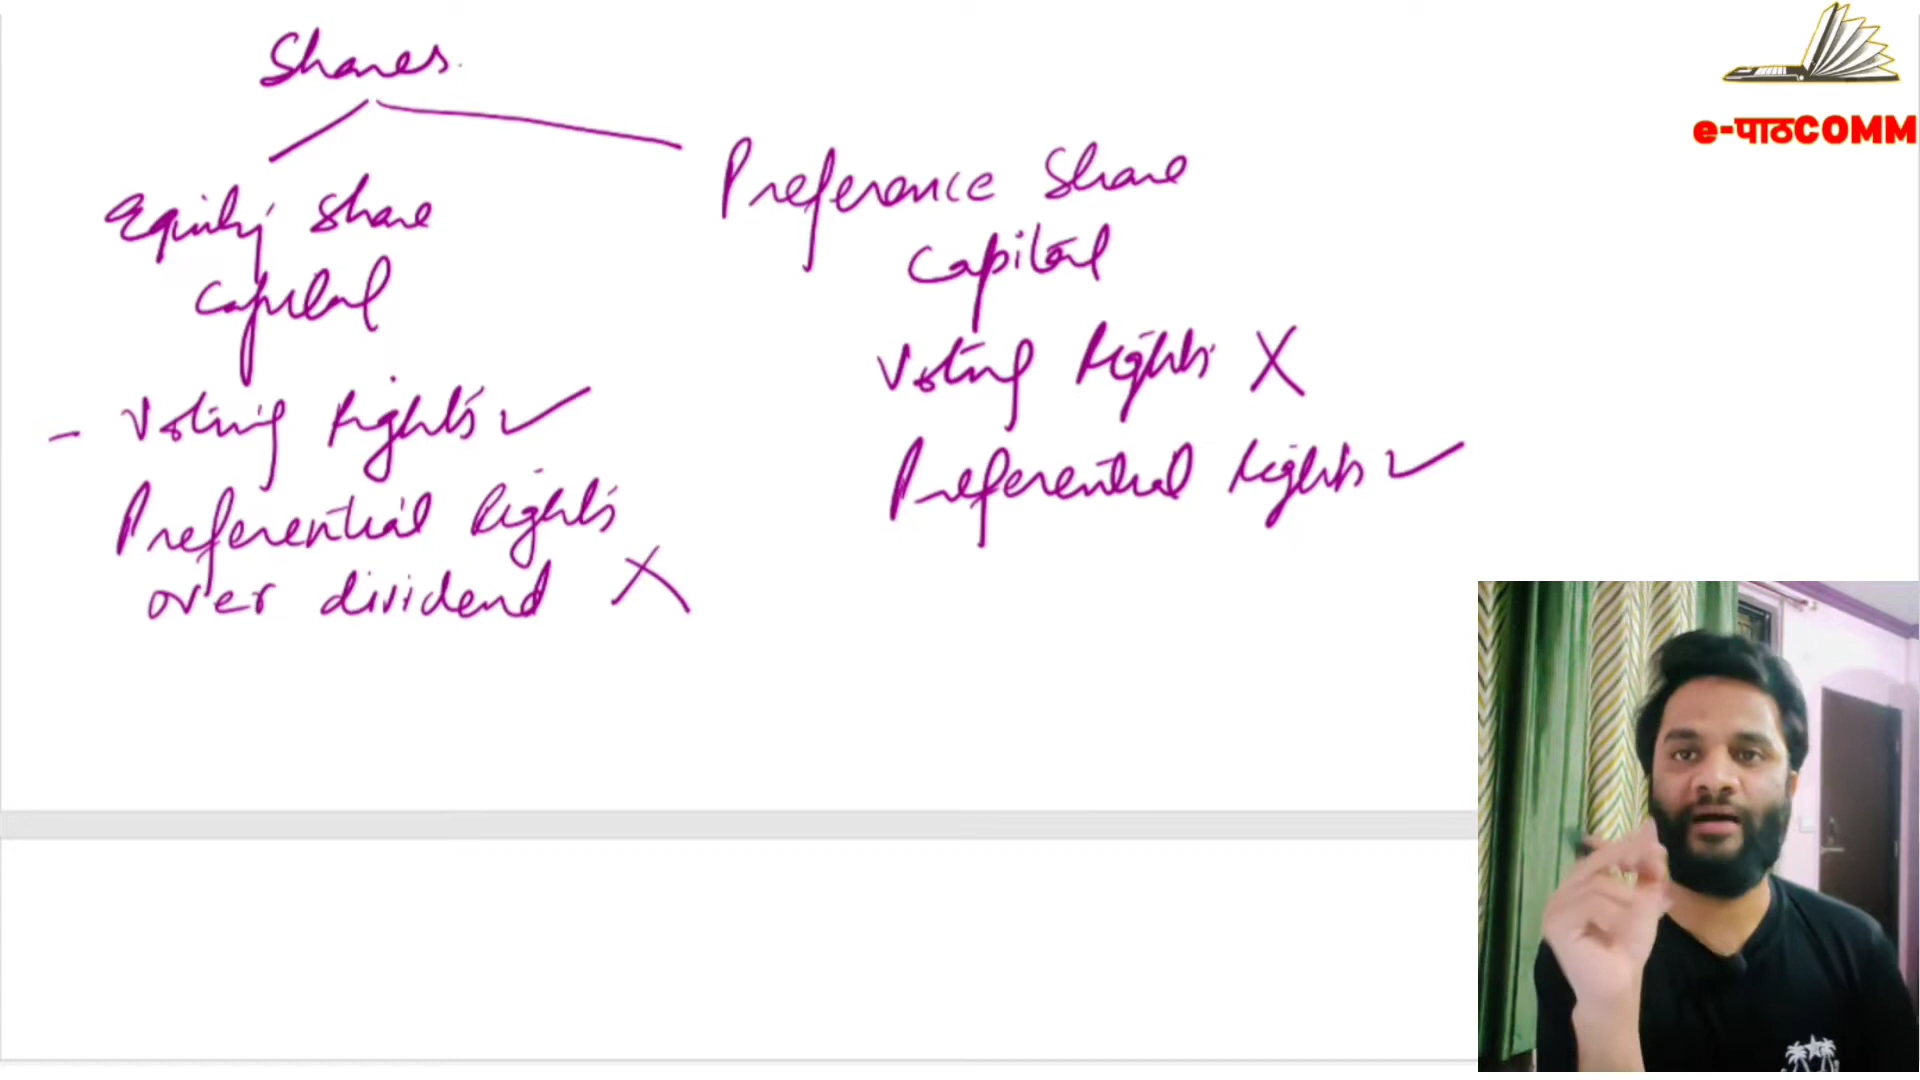 Shares.
Equity Share
Capital
- Voting Rights ✓
Preferential Rights
over dividend X
Preference Share
Capital
Voting Rights X
Preferential Rights ✓
e-पाठCOMM